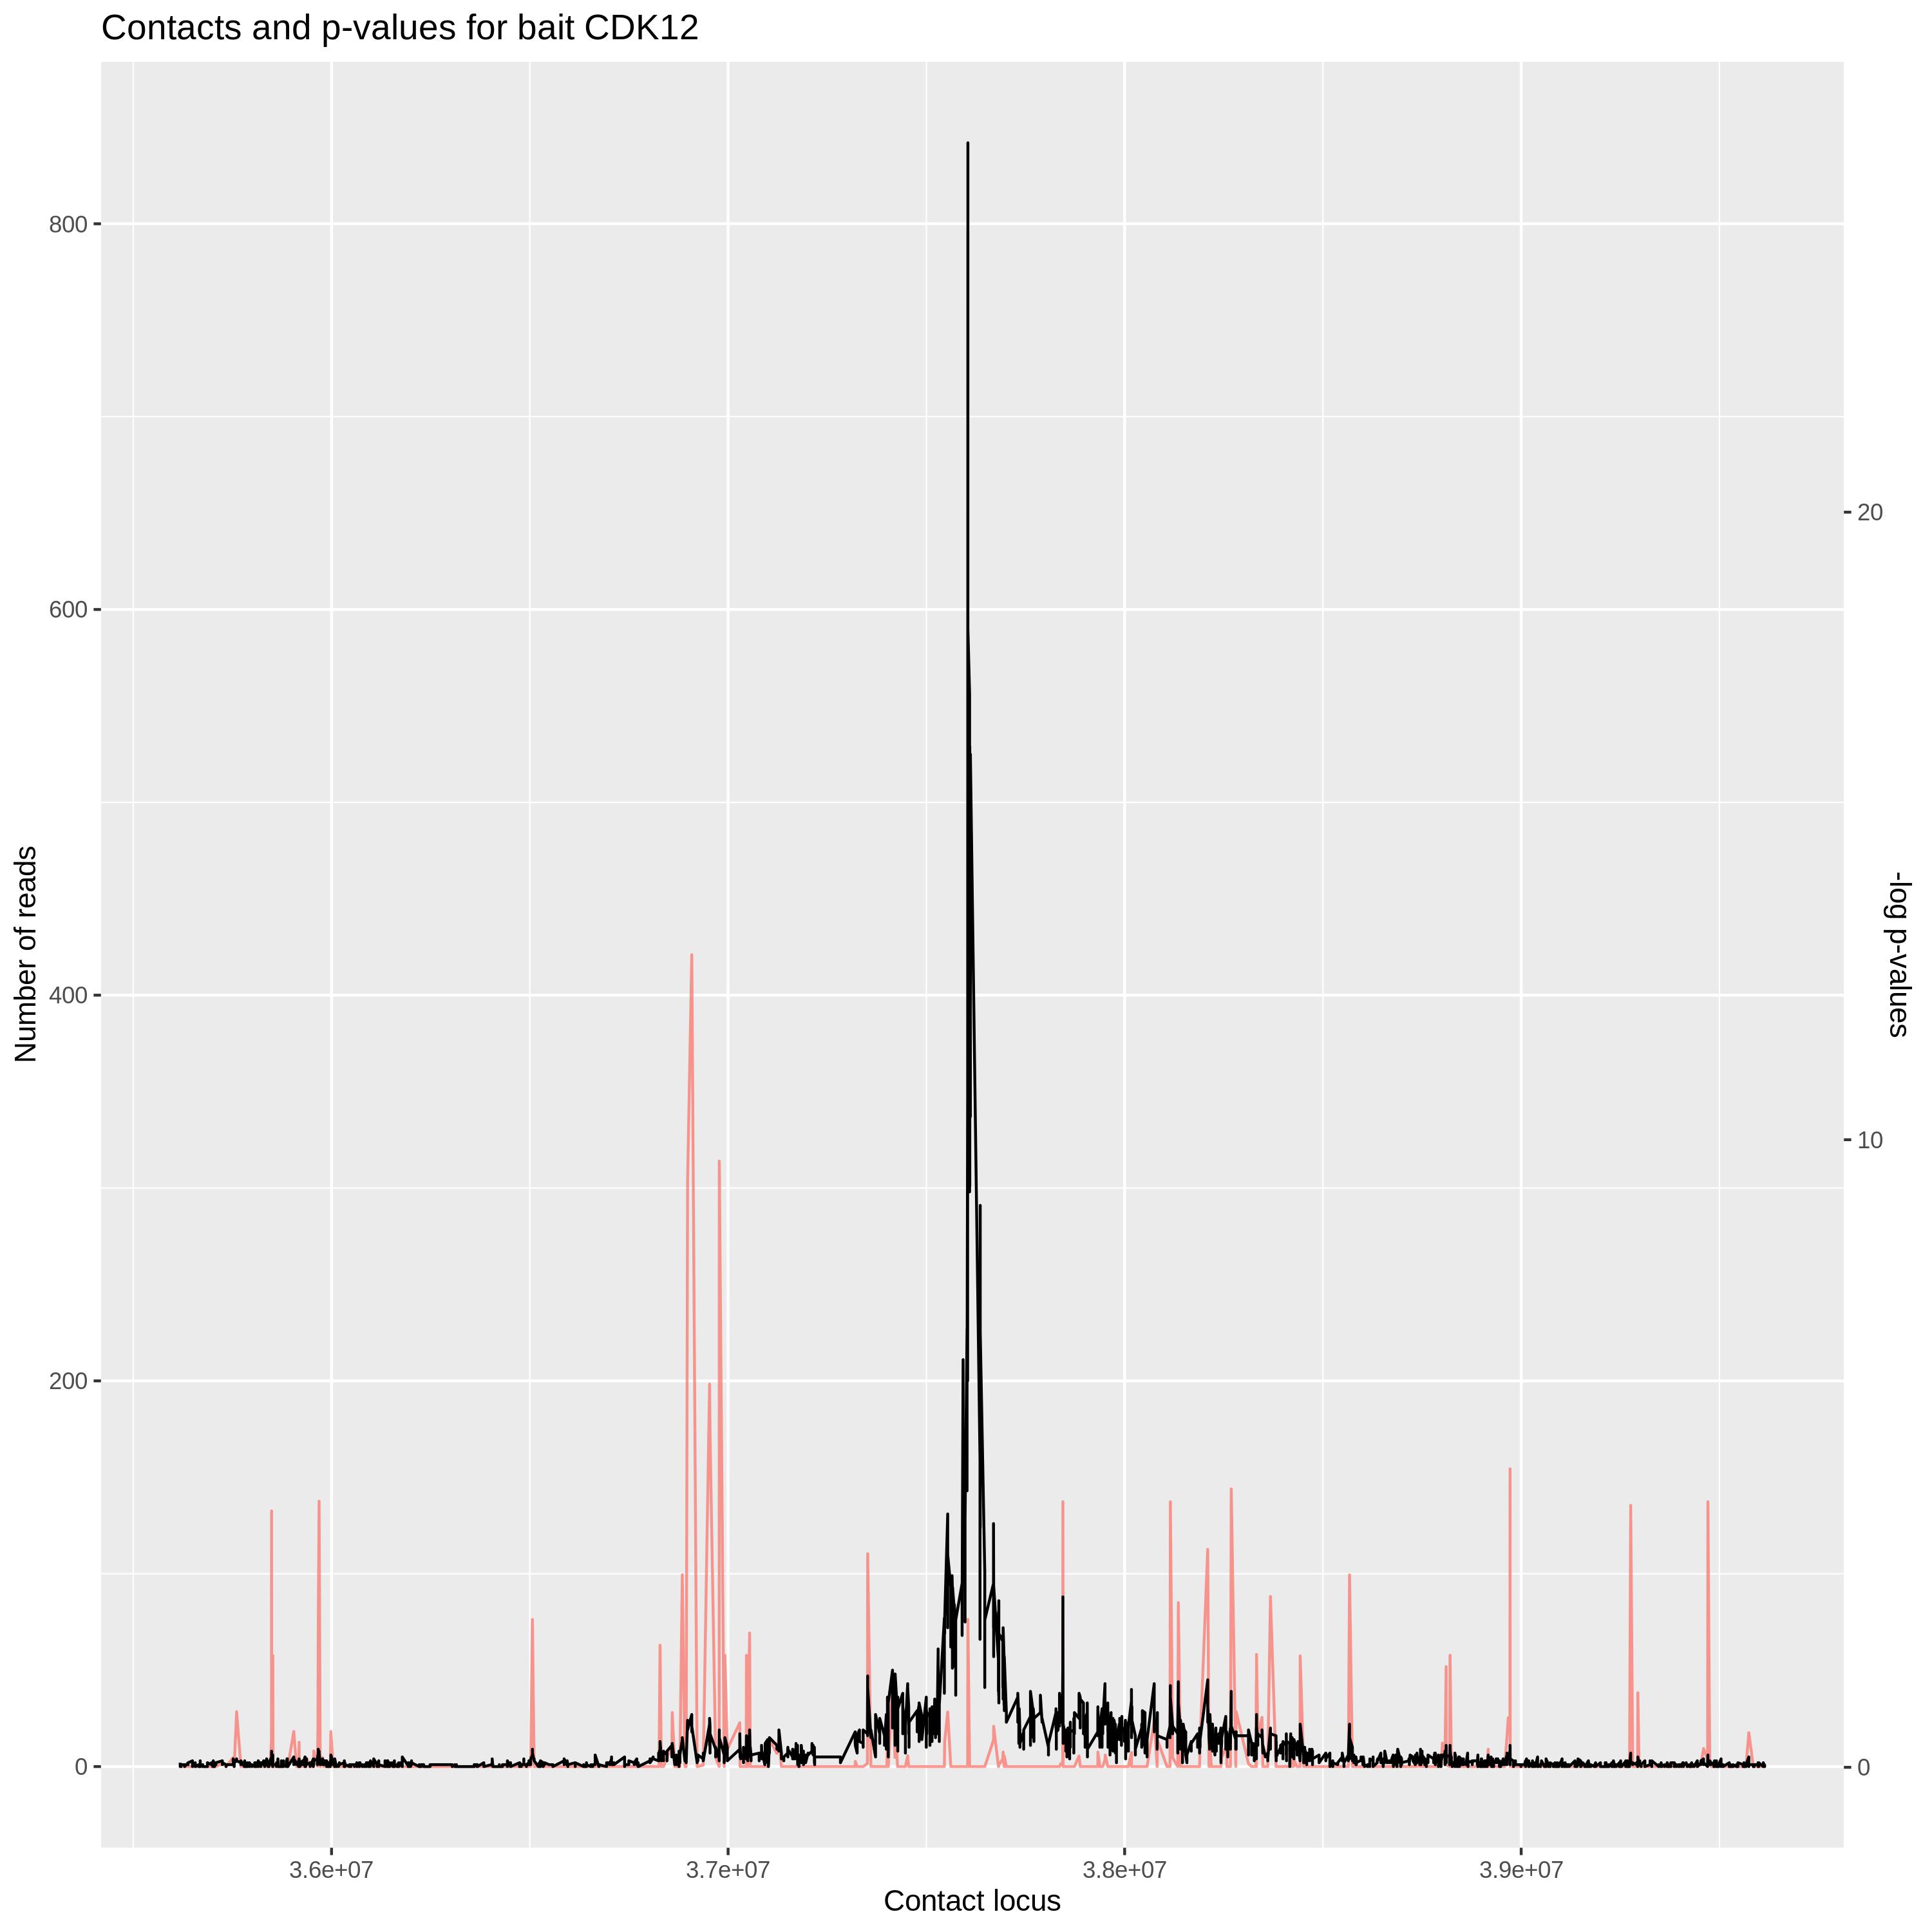 Contacts and p-values for bait CDK12
800
600
400
200
0
Number of reads
20
10
0
-log p-values
3.6e+07
3.7e+07
3.8e+07
3.9e+07
Contact locus